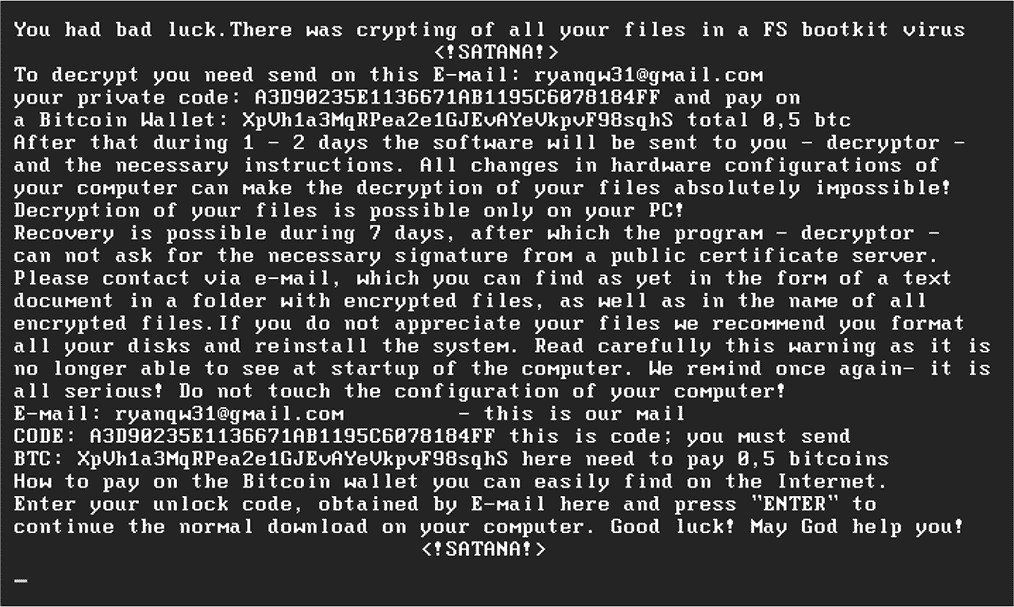 You had bad luck.There was crypting of all your files in a FS bootkit virus
<!SATANA!>
To decrypt you need send on this E-mail: ryanqw31@gmail.com
your private code: A3D90235E1136671AB1195C6078184FF and pay on
a Bitcoin Wallet: XpVh1a3MqRPea2e1GJEvAYeVkpvF98sqhS total 0,5 btc
After that during 1 - 2 days the software will be sent to you - decryptor -
and the necessary instructions. All changes in hardware configurations of
your computer can make the decryption of your files absolutely impossible!
Decryption of your files is possible only on your PC!
Recovery is possible during 7 days, after which the program - decryptor -
can not ask for the necessary signature from a public certificate server.
Please contact via e-mail, which you can find as yet in the form of a text
document in a folder with encrypted files, as well as in the name of all
encrypted files.If you do not appreciate your files we recommend you format
all your disks and reinstall the system. Read carefully this warning as it is
no longer able to see at startup of the computer. We remind once again- it is
all serious! Do not touch the configuration of your computer!
E-mail: ryanqw31@gmail.com - this is our mail
CODE: A3D90235E1136671AB1195C6078184FF this is code; you must send
BTC: XpVh1a3MqRPea2e1GJEvAYeVkpvF98sqhS here need to pay 0,5 bitcoins
How to pay on the Bitcoin wallet you can easily find on the Internet.
Enter your unlock code, obtained by E-mail here and press "ENTER" to
continue the normal download on your computer. Good luck! May God help you!
<!SATANA!>
_